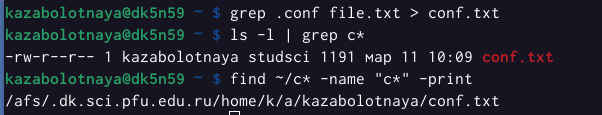 kazabolotnaya@dk5n59 ~ $ grep .conf file.txt > conf.txt
kazabolotnaya@dk5n59 ~ $ ls -l | grep c*
-rw-r--r-- 1 kazabolotnaya studsci 1191 мар 11 10:09 conf.txt
kazabolotnaya@dk5n59 ~ $ find ~/c* -name "c*" -print
/afs/.dk.sci.pfu.edu.ru/home/k/a/kazabolotnaya/conf.txt